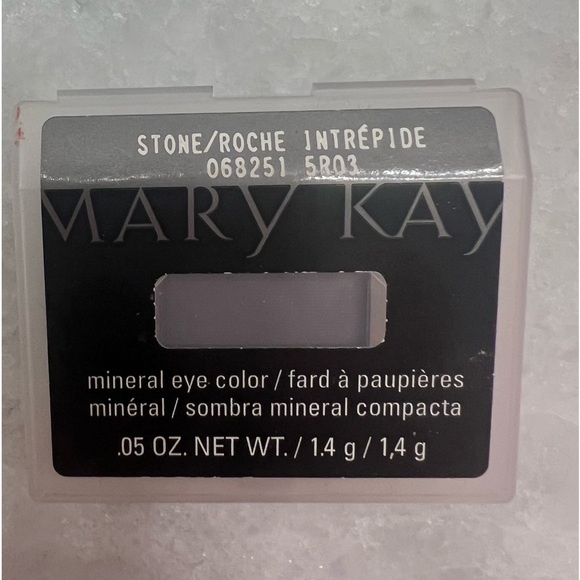 STONE/ROCHE INTRÉPIDE
068251 5R03
MARY KAY
mineral eye color / fard à paupières
minéral / sombra mineral compacta
.05 OZ. NET WT. / 1.4 g / 1,4 g